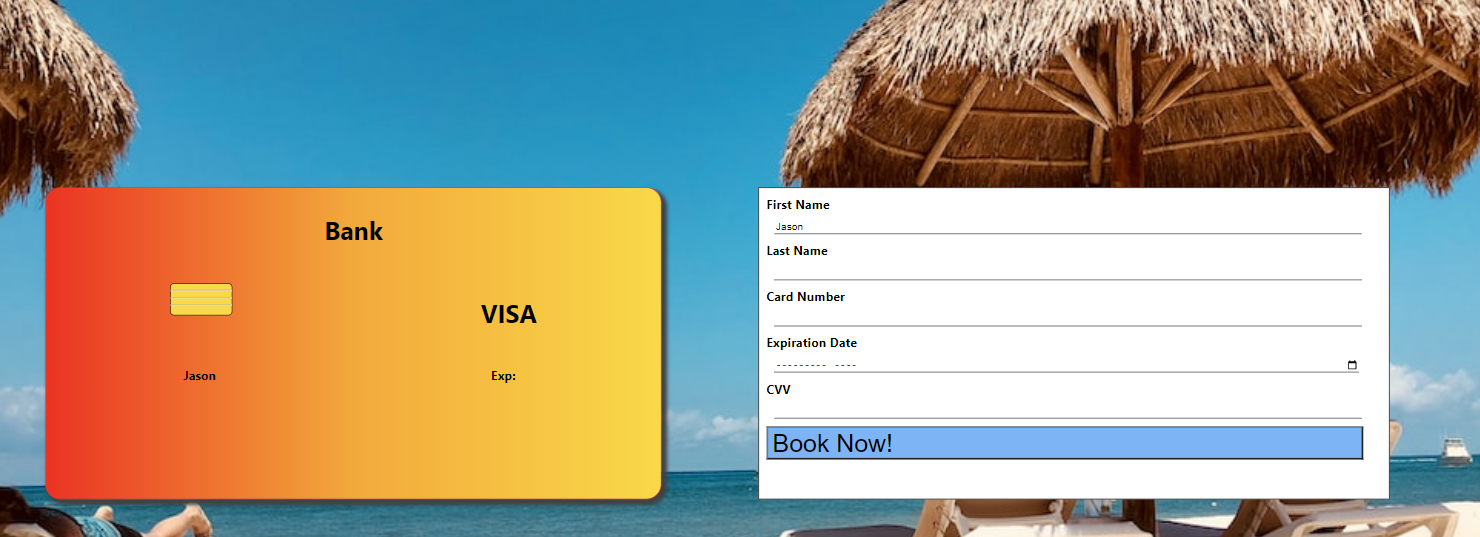 Bank
VISA
Jason
Exp:
First Name
Jason
Last Name
Card Number
Expiration Date
--------- ----
CVV
Book Now!